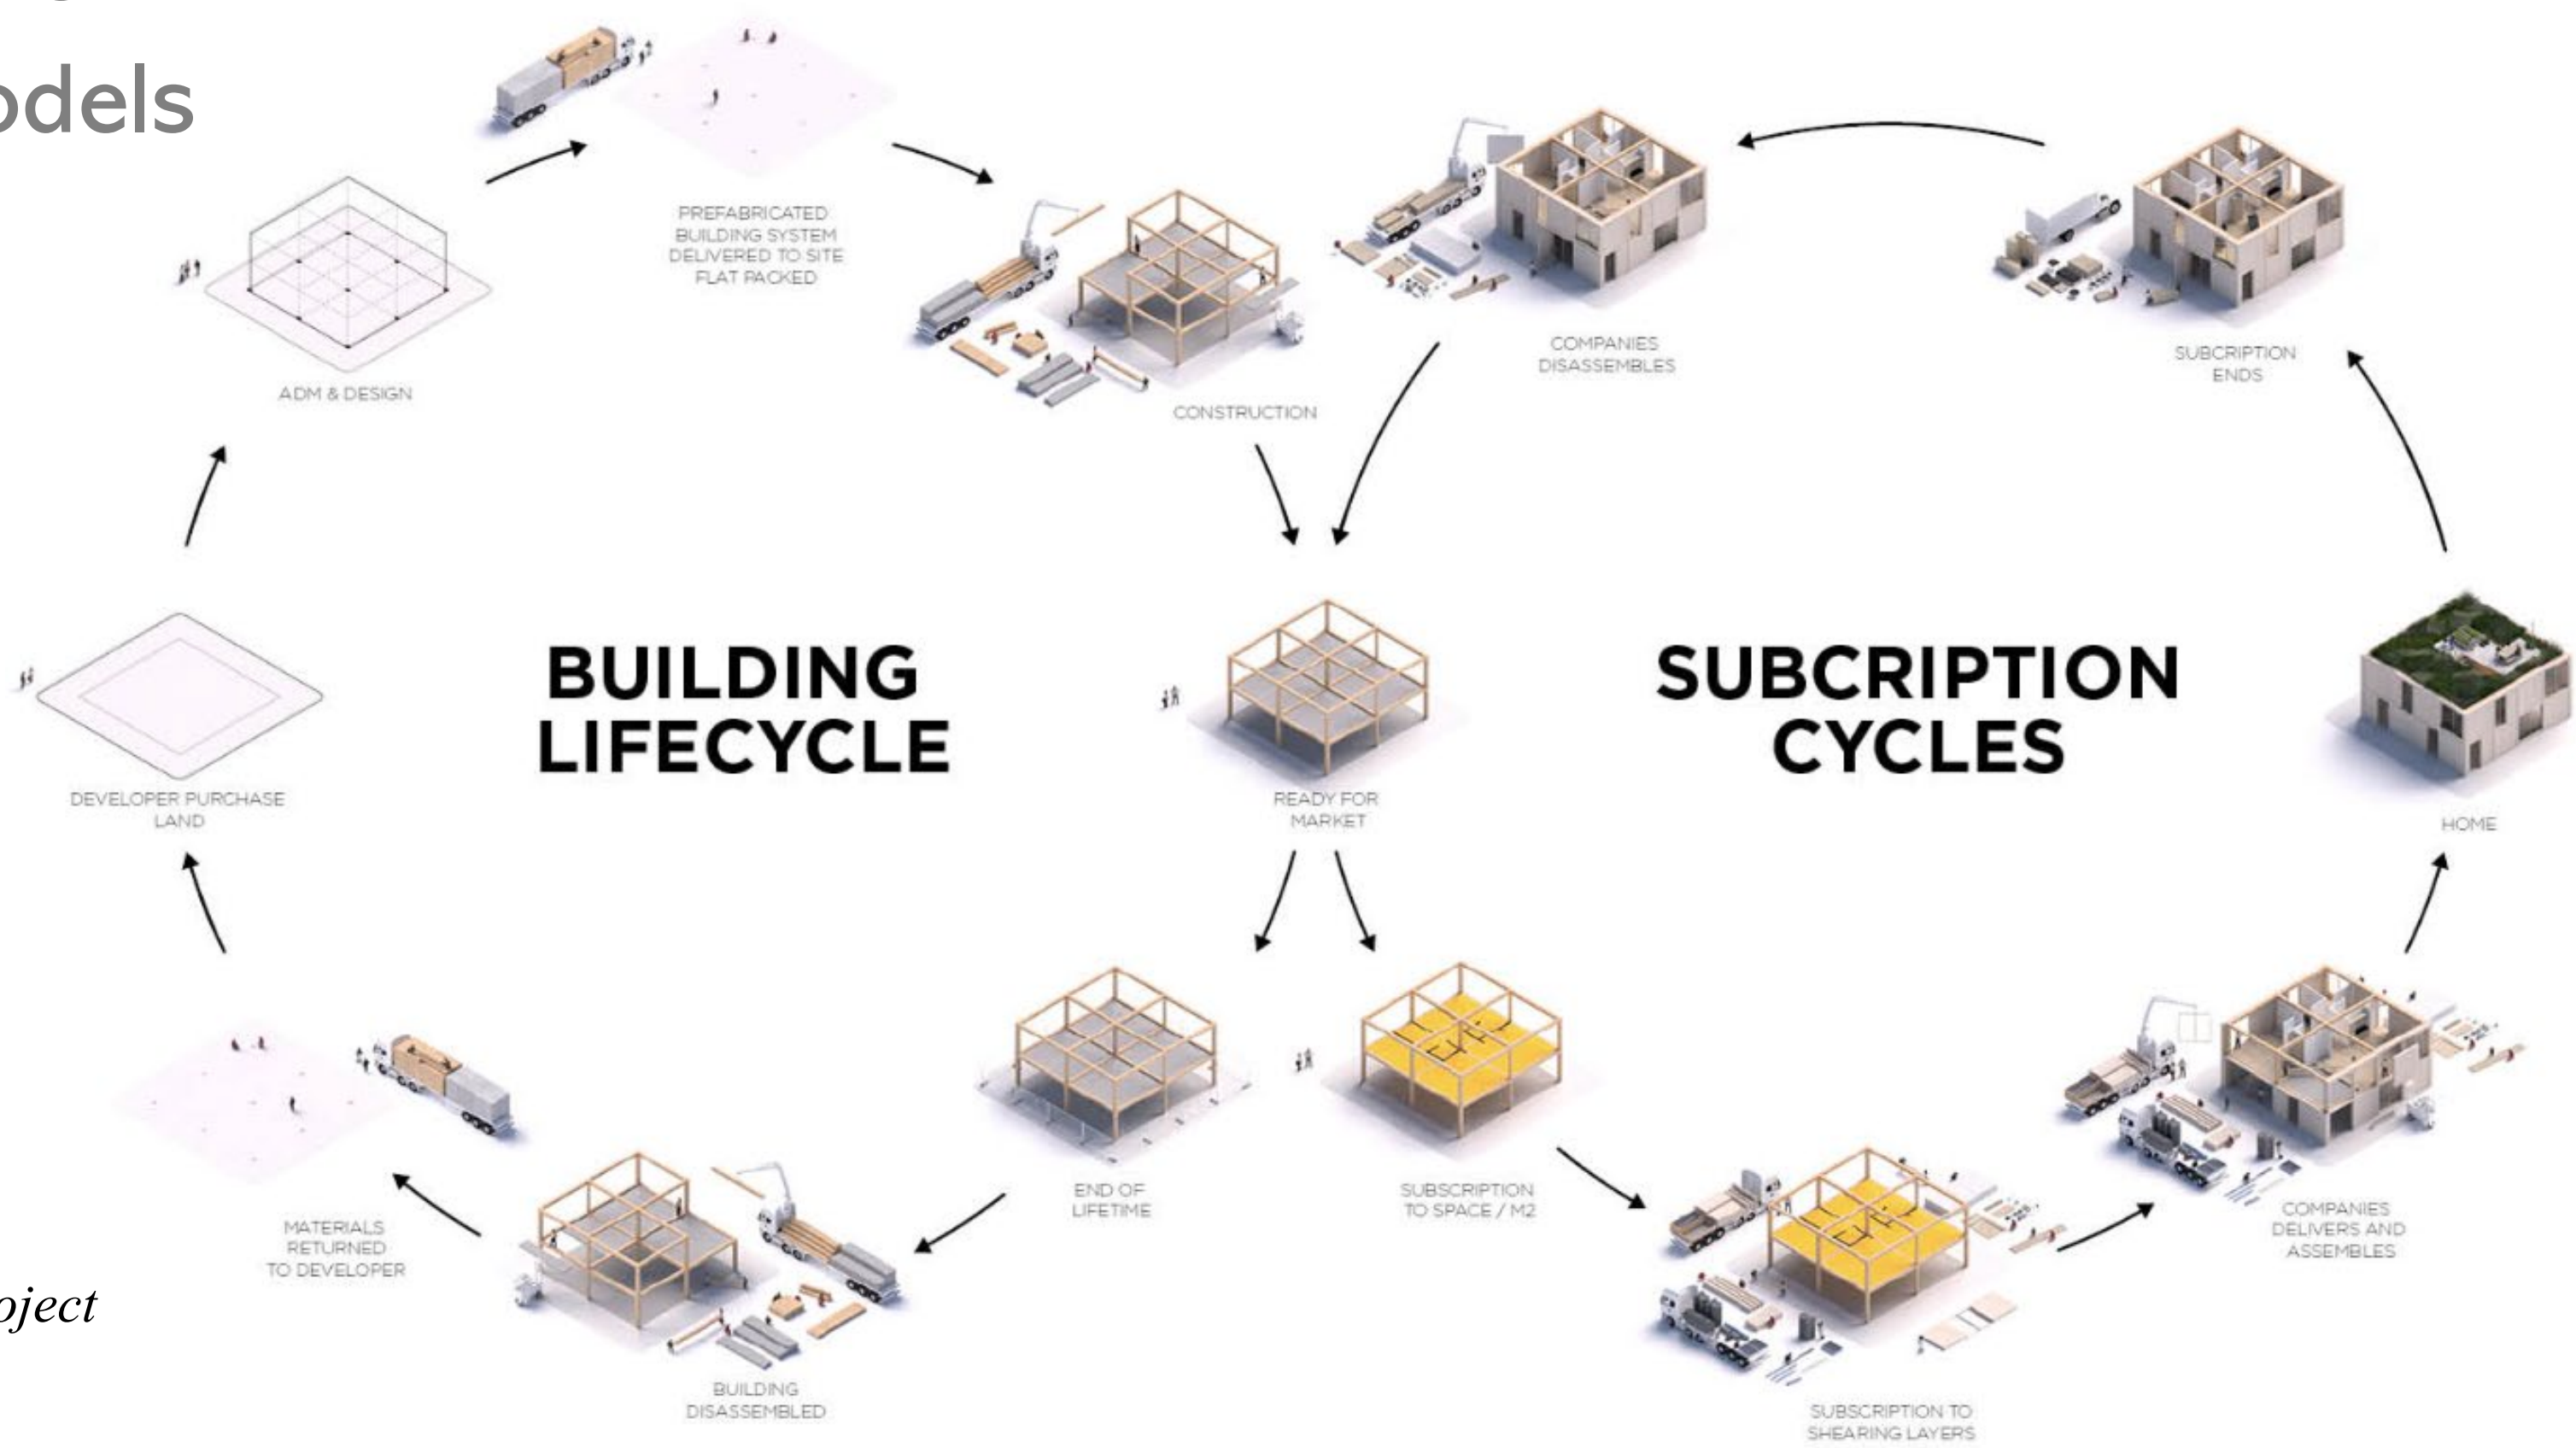 odels
PREFABRICATED
BUILDING SYSTEM
DELIVERED TO SITE
FLAT PACKED
ADM & DESIGN
CONSTRUCTION
COMPANIES
DISASSEMBLES
SUBCRIPTION
ENDS
BUILDING
LIFECYCLE
SUBCRIPTION
CYCLES
DEVELOPER PURCHASE
LAND
READY FOR
MARKET
HOME
END OF
LIFETIME
SUBSCRIPTION
TO SPACE / M2
MATERIALS
RETURNED
TO DEVELOPER
COMPANIES
DELIVERS AND
ASSEMBLES
oject
BUILDING
DISASSEMBLED
SUBSCRIPTION TO
SHEARING LAYERS